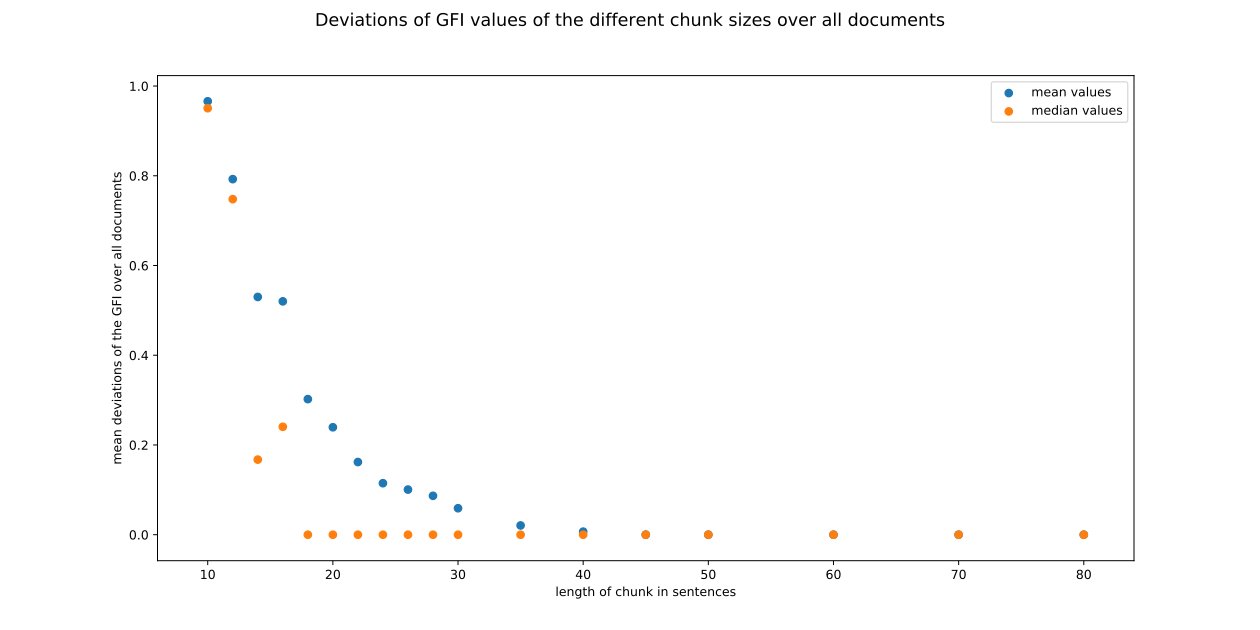 Deviations of GFI values of the different chunk sizes over all documents
mean values
median values
mean deviations of the GFI over all documents
1.0
0.8
0.6
0.4
0.2
0.0
10 20 30 40 50 60 70 80
length of chunk in sentences